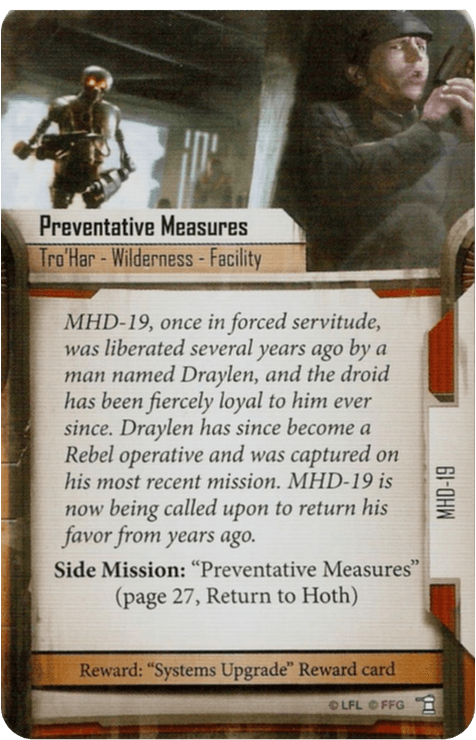 Preventative Measures
Tro'Har - Wilderness - Facility
MHD-19, once in forced servitude,
was liberated several years ago by a
man named Draylen, and the droid
has been fiercely loyal to him ever
since. Draylen has since become a
Rebel operative and was captured on
his most recent mission. MHD-19 is
now being called upon to return his
favor from years ago.
Side Mission: “Preventative Measures”
(page 27, Return to Hoth)
MHD-19
Reward: “Systems Upgrade” Reward card
© LFL © FFG